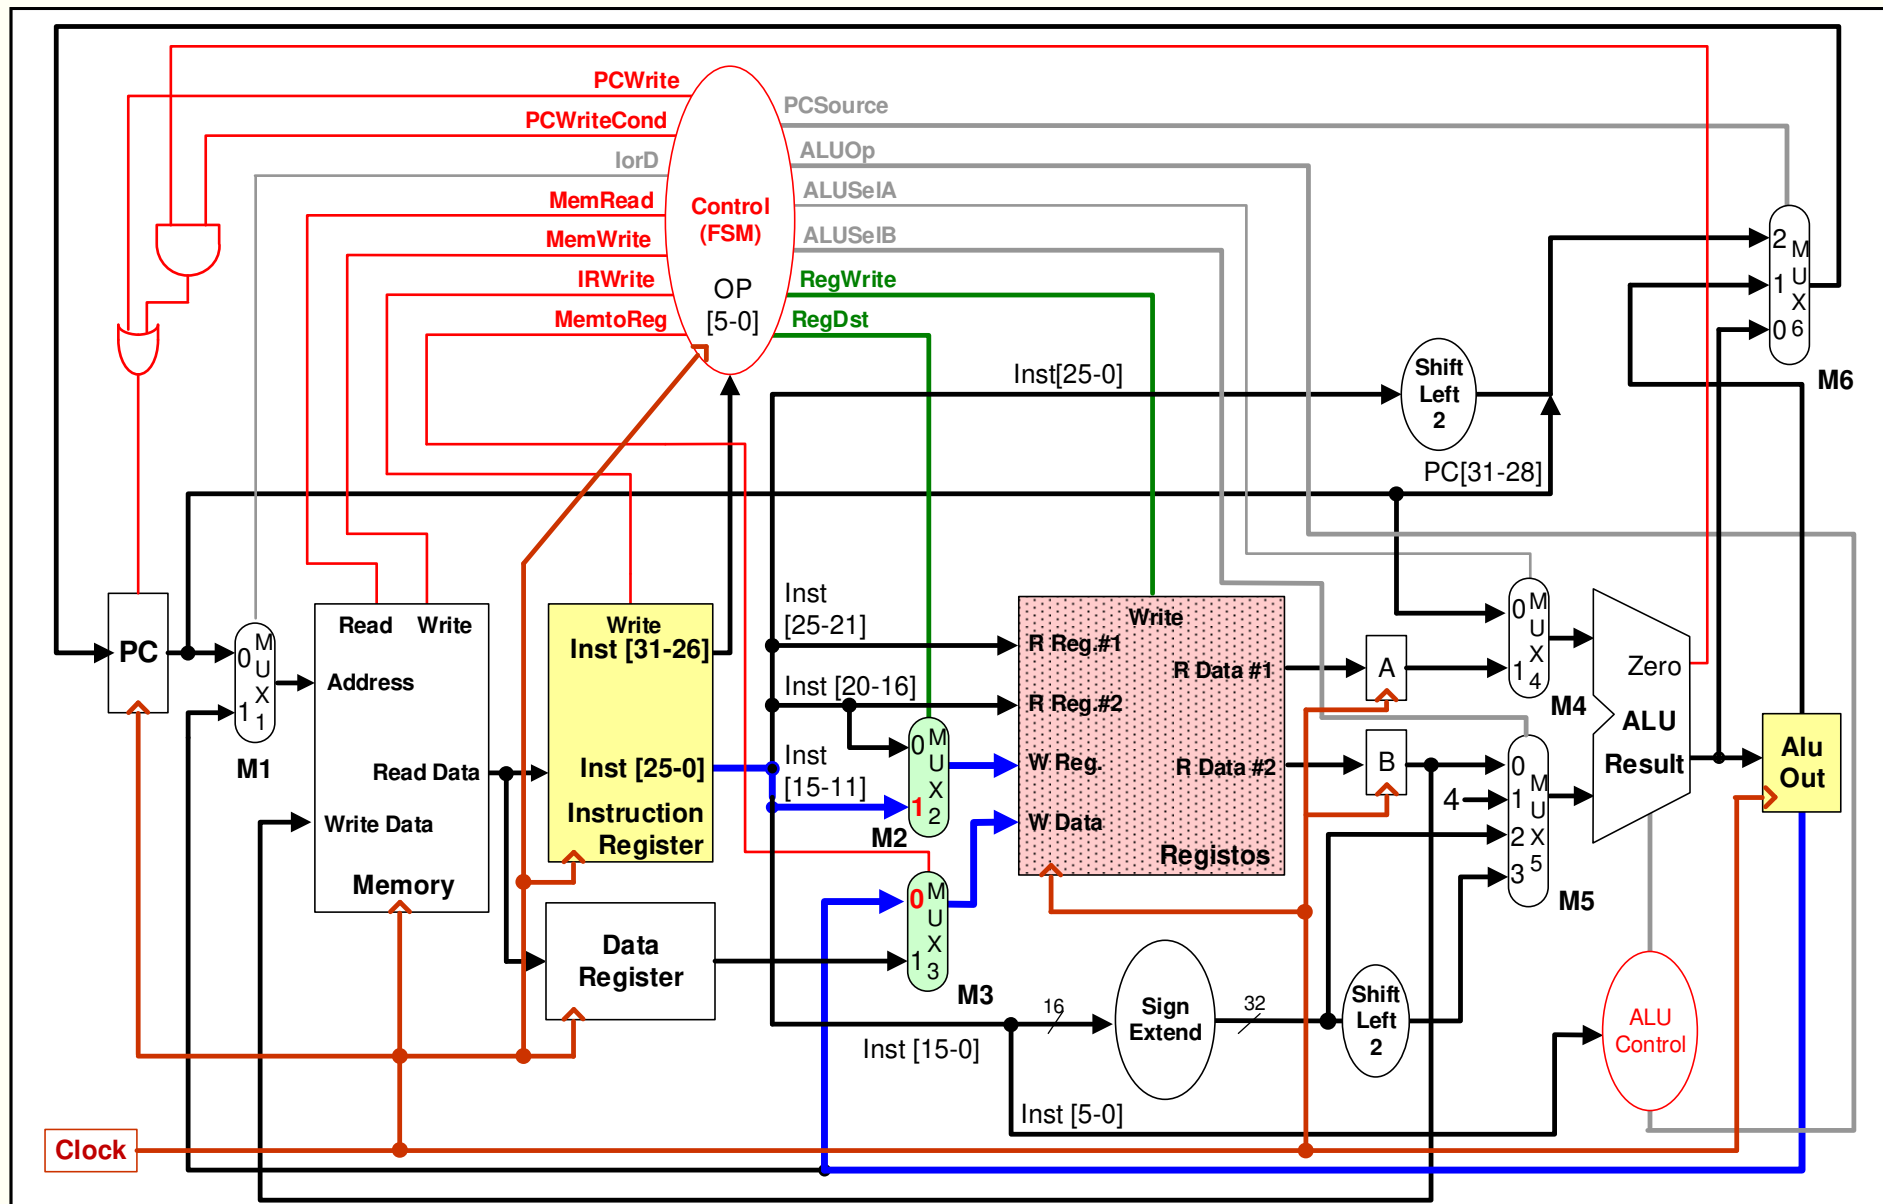 PCWrite
PCWriteCond
IorD
MemRead
MemWrite
IRWrite
MemtoReg
Control
(FSM)
OP
[5-0]
PCSource
ALUOp
ALUSelA
ALUSelB
RegWrite
RegDst
2
1
0
M
U
X
6
M6
Inst[25-0]
Shift
Left
2
PC[31-28]
PC
0
1
M
U
X
1
M1
Read
Write
Address
Read Data
Write Data
Memory
Write
Inst [31-26]
Inst [25-0]
Instruction
Register
Data
Register
Inst
[25-21]
Inst [20-16]
Inst
[15-11]
0
1
M
U
X
2
M2
0
1
M
U
X
3
M3
Write
R Reg.#1
R Reg.#2
W Reg.
W Data
R Data #1
R Data #2
Registos
A
B
4
0
1
M
U
X
4
M4
0
1
2
3
M
U
X
5
M5
Zero
ALU
Result
Alu
Out
Inst [15-0]
16
Sign
Extend
32
Shift
Left
2
Inst [5-0]
ALU
Control
Clock